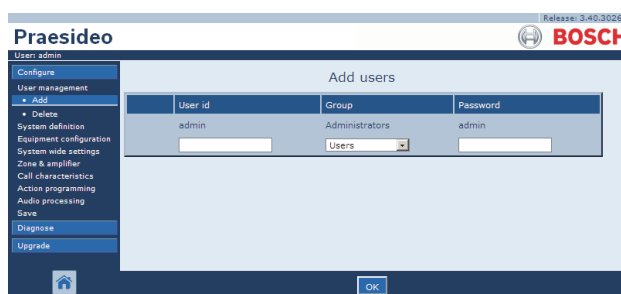 Release: 3.40.3026
Praesideo
BOSCH
User: admin
Configure
User management
• Add
• Delete
System definition
Equipment configuration
System wide settings
Zone & amplifier
Call characteristics
Action programming
Audio processing
Save
Diagnose
Upgrade
Add users
User id Group Password
admin Administrators admin
Users
OK